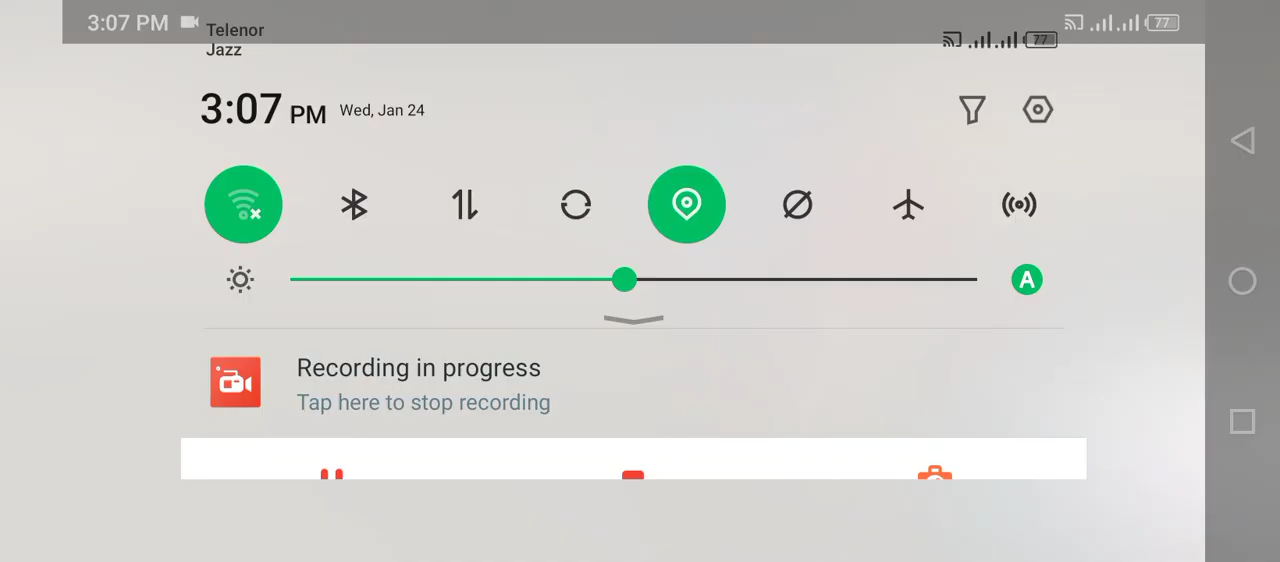 3:07 PM
77
Telenor
Jazz
77
3:07 PM Wed, Jan 24
A
Recording in progress
Tap here to stop recording